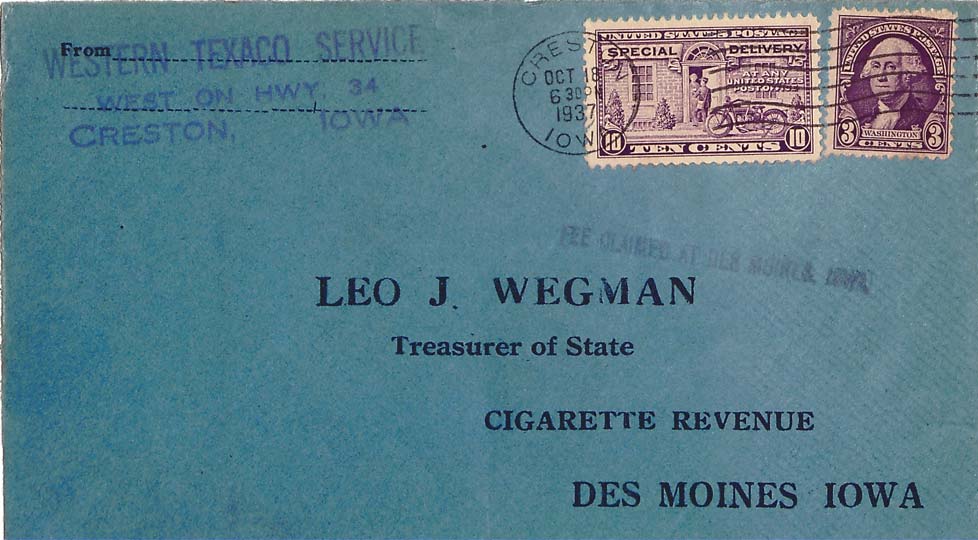 From
WESTERN TEXACO SERVICE
WEST ON HWY. 34
CRESTON, IOWA
CRESTON
OCT 18
6 30PM
1937
IOWA
UNITED STATES POSTAGE
SPECIAL DELIVERY
AT ANY
UNITED STATES
POST OFFICE
10 TEN CENTS 10
UNITED STATES POSTAGE
WASHINGTON
3 CENTS 3
FEE CLAIMED AT DES MOINES, IOWA
LEO J. WEGMAN
Treasurer of State
CIGARETTE REVENUE
DES MOINES IOWA